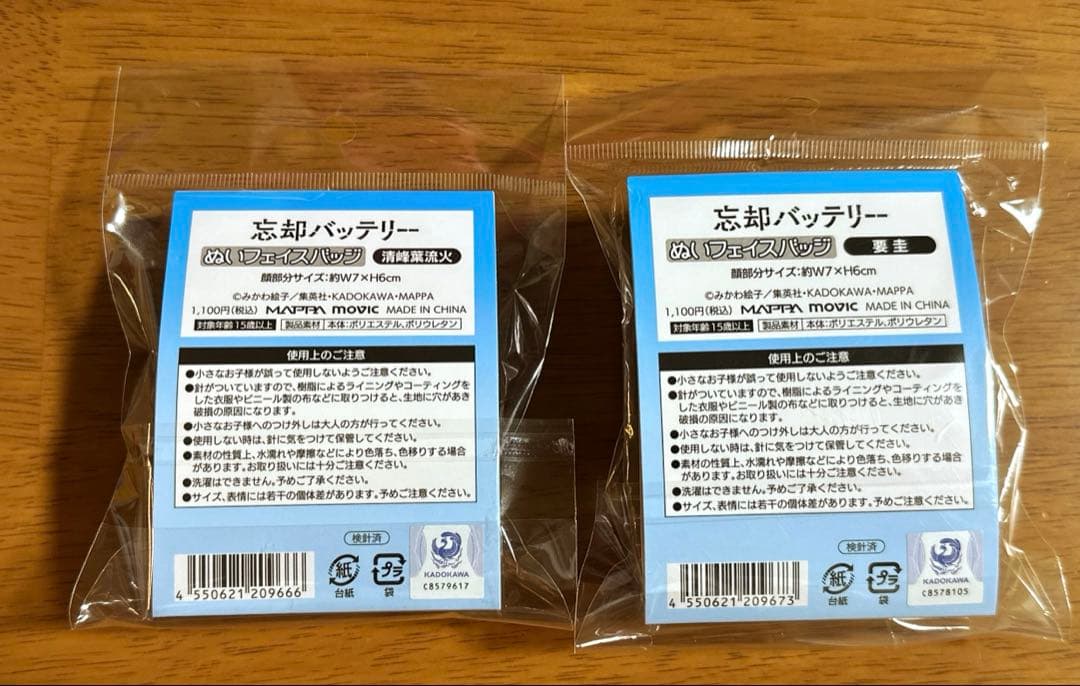 忘却バッテリー
ぬいフェイスバッジ 清峰葉流火
顔部分サイズ：約W7×H6cm
©みかわ絵子／集英社・KADOKAWA・MAPPA
1,100円（税込） MAPPA movic MADE IN CHINA
対象年齢 15歳以上 製品素材 本体：ポリエステル、ポリウレタン
使用上のご注意
●小さなお子様が誤って使用しないようご注意ください。
●針がついていますので、樹脂によるライニングやコーティングを
した衣服やビニール製の布などに取りつけると、生地に穴があき
破損の原因になります。
●小さなお子様へのつけ外しは大人の方が行ってください。
●使用しない時は、針に気をつけて保管してください。
●素材の性質上、水濡れや摩擦などにより色落ち、色移りする場合
があります。お取り扱いには十分ご注意ください。
●洗濯はできません。予めご了承ください。
●サイズ、表情には若干の個体差があります。予めご注意ください。
検針済
4 550621 209666
紙
台紙
プラ
袋
KADOKAWA
C8579617
忘却バッテリー
ぬいフェイスバッジ 要圭
顔部分サイズ：約W7×H6cm
©みかわ絵子／集英社・KADOKAWA・MAPPA
1,100円（税込） MAPPA movic MADE IN CHINA
対象年齢 15歳以上 製品素材 本体：ポリエステル、ポリウレタン
使用上のご注意
●小さなお子様が誤って使用しないようご注意ください。
●針がついていますので、樹脂によるライニングやコーティングを
した衣服やビニール製の布などに取りつけると、生地に穴があき
破損の原因になります。
●小さなお子様へのつけ外しは大人の方が行ってください。
●使用しない時は、針に気をつけて保管してください。
●素材の性質上、水濡れや摩擦などにより色落ち、色移りする場合
があります。お取り扱いには十分ご注意ください。
●洗濯はできません。予めご了承ください。
●サイズ、表情には若干の個体差があります。予めご注意ください。
検針済
4 550621 209673
紙
台紙
プラ
袋
KADOKAWA
C8578105